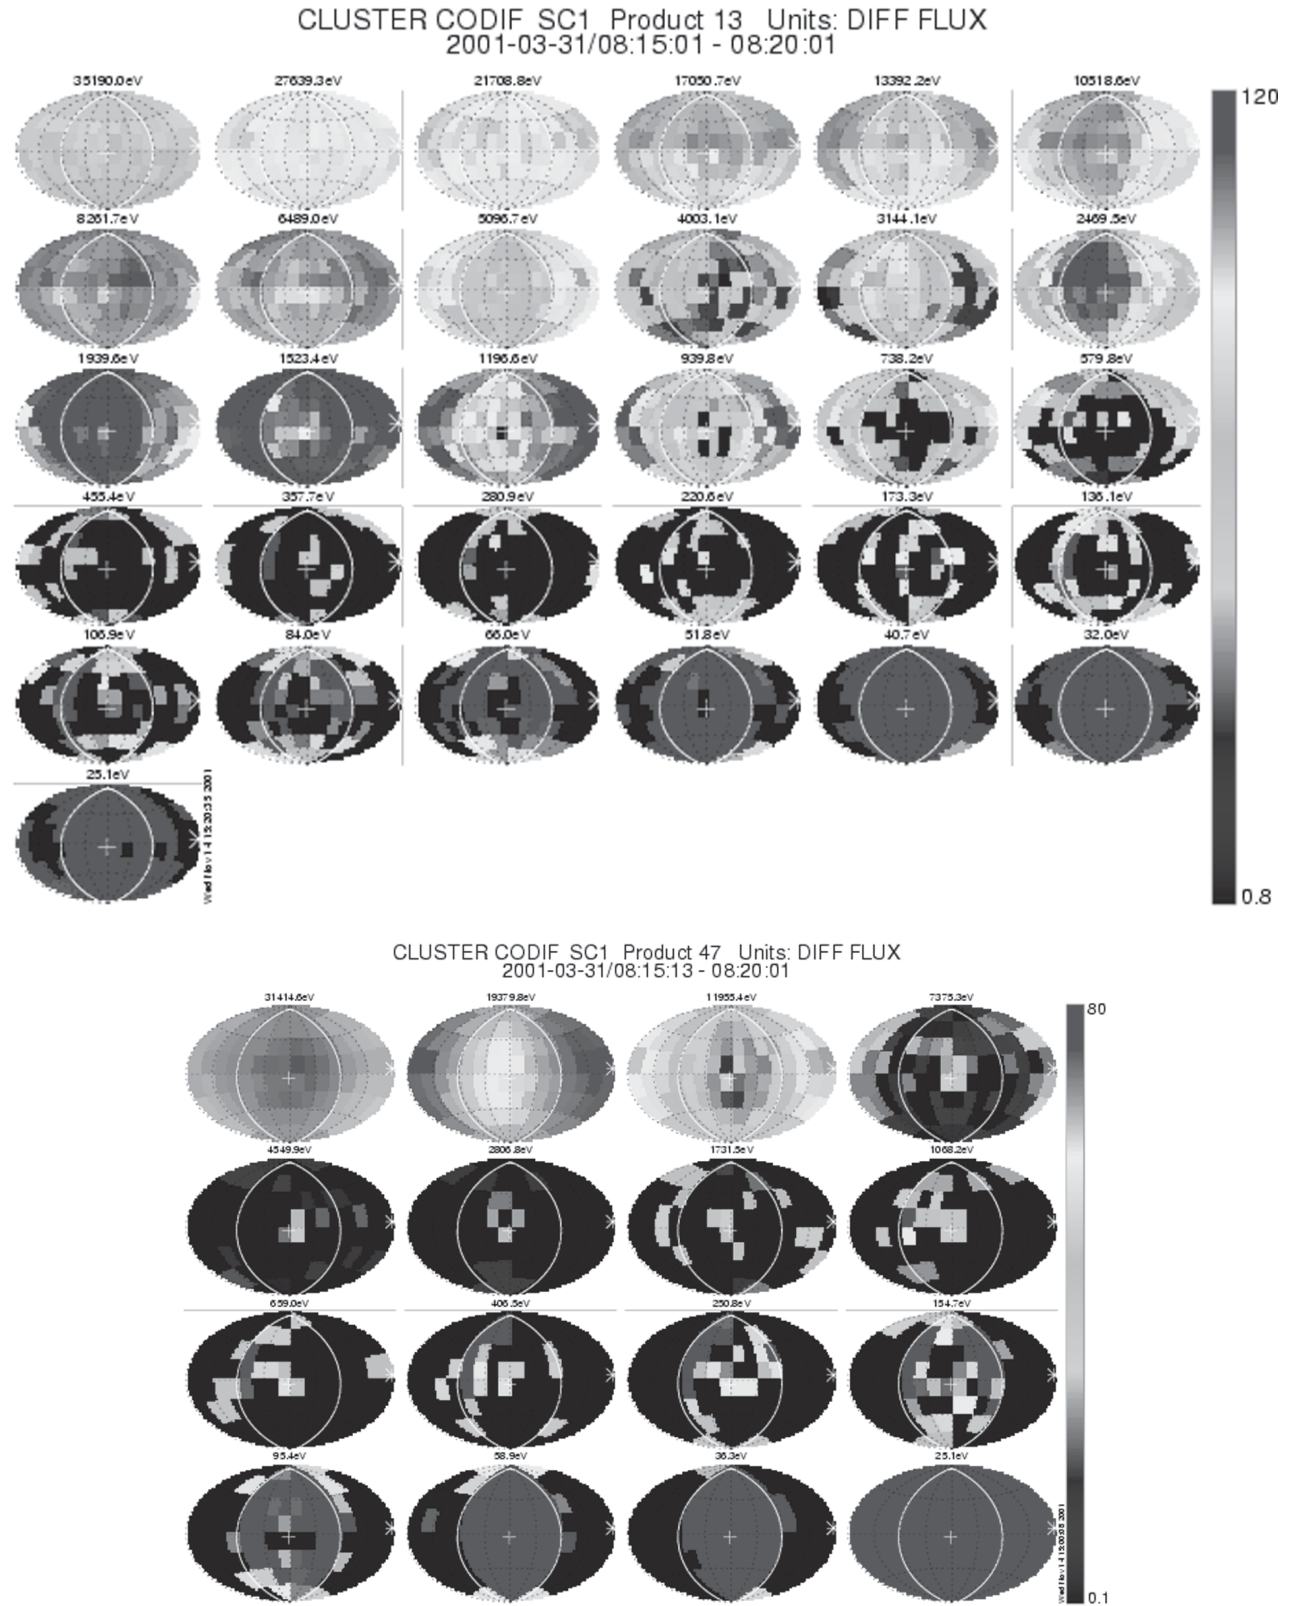 CLUSTER CODIF SC1 Product 13 Units: DIFF FLUX
2001-03-31/08:15:01 - 08:20:01
35190.0eV 27639.3eV 21708.8eV 17050.7eV 13392.2eV 10518.6eV
120
8261.7eV 6489.0eV 5096.7eV 4003.1eV 3144.1eV 2469.5eV
1939.6eV 1523.4eV 1196.6eV 939.8eV 738.2eV 579.8eV
455.4eV 357.7eV 280.9eV 220.6eV 173.3eV 136.1eV
106.9eV 84.0eV 66.0eV 51.8eV 40.7eV 32.0eV
25.1eV
0.8
CLUSTER CODIF SC1 Product 47 Units: DIFF FLUX
2001-03-31/08:15:13 - 08:20:01
31414.6eV 19379.8eV 11955.4eV 7375.3eV
80
4549.9eV 2806.8eV 1731.5eV 1068.2eV
659.0eV 406.5eV 250.8eV 154.7eV
95.4eV 58.9eV 36.3eV 25.1eV
0.1